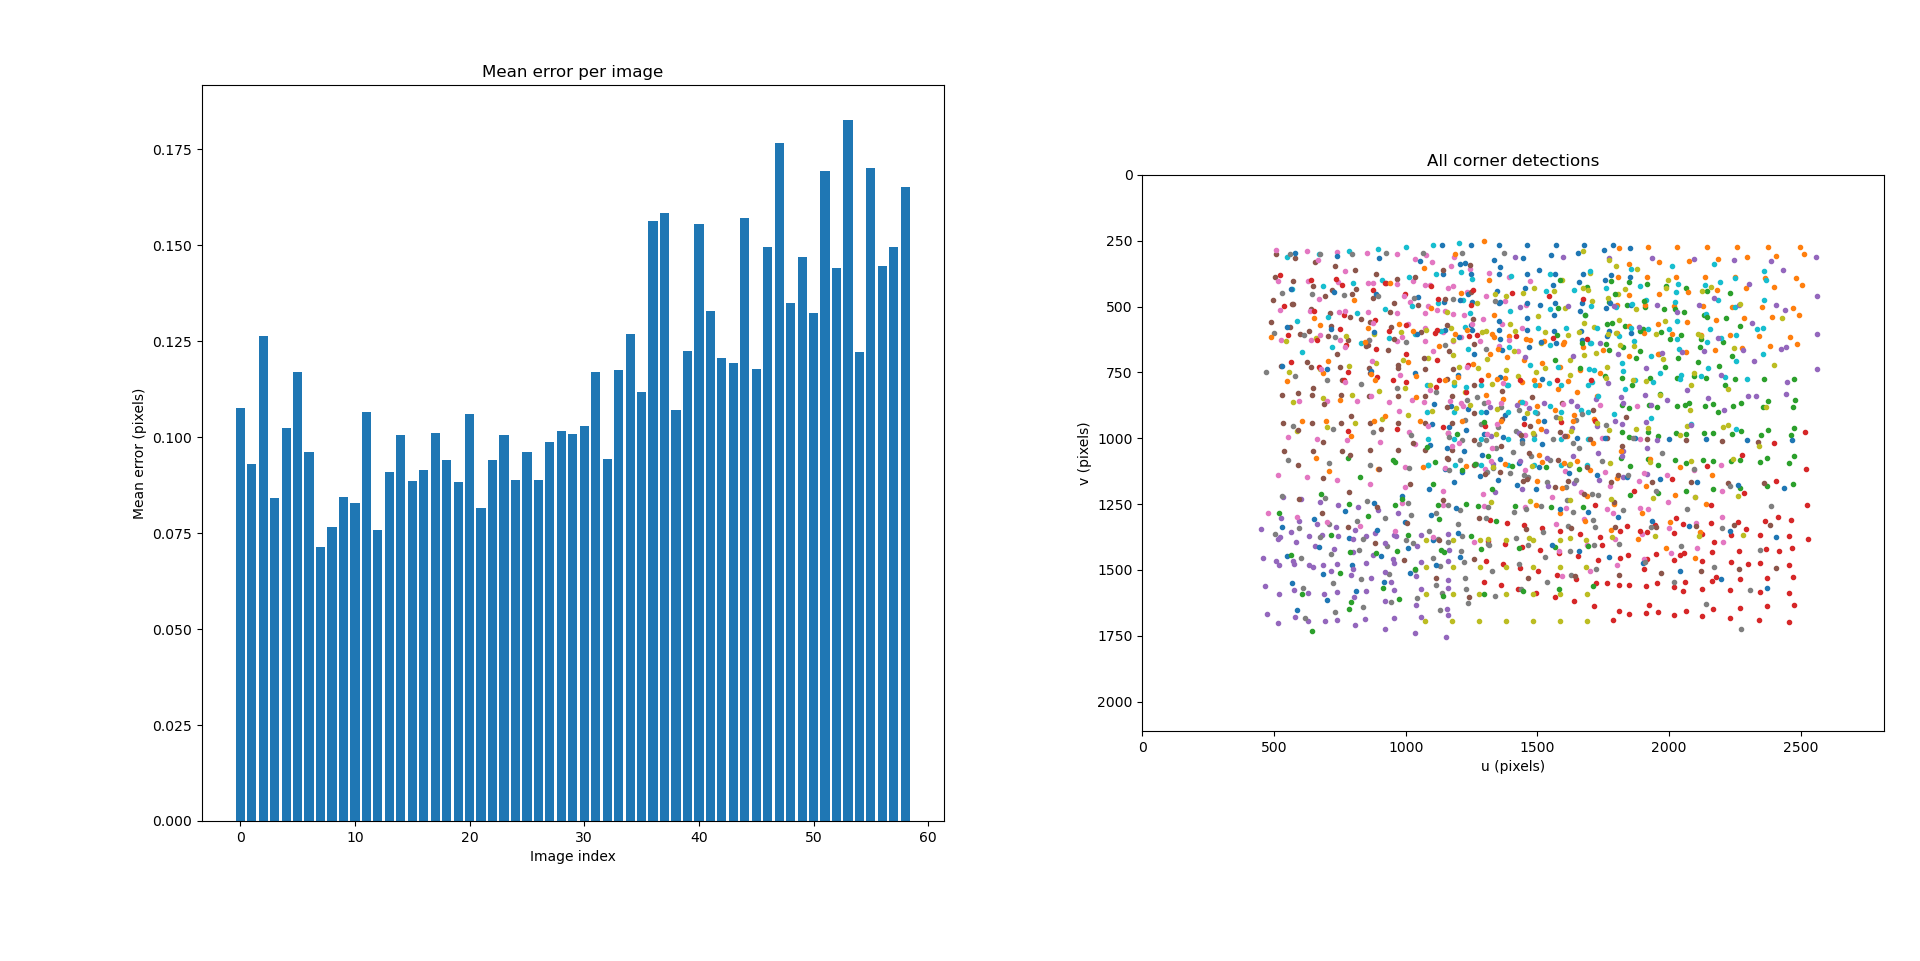 Mean error per image
0.175
0.150
0.125
0.100
0.075
0.050
0.025
0.000
Mean error (pixels)
0 10 20 30 40 50 60
Image index
All corner detections
0
250
500
750
1000
1250
1500
1750
2000
v (pixels)
0 500 1000 1500 2000 2500
u (pixels)